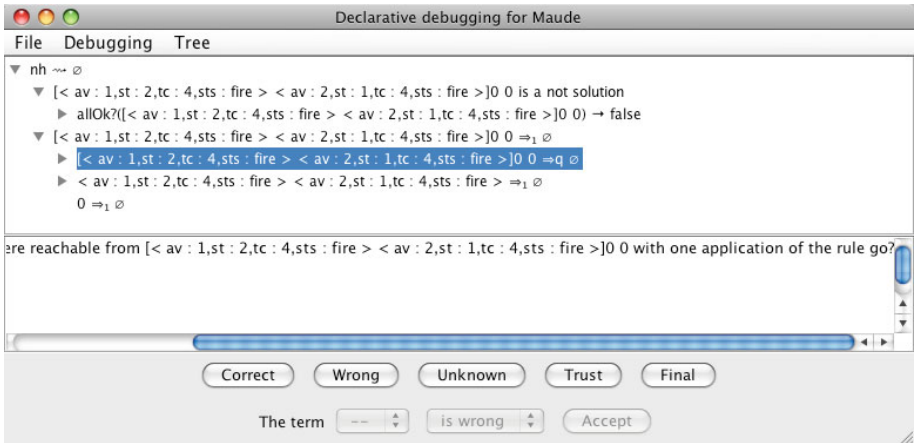 Declarative debugging for Maude
File Debugging Tree
nh ⇝ ∅
[< av : 1,st : 2,tc : 4,sts : fire > < av : 2,st : 1,tc : 4,sts : fire >]0 0 is a not solution
allOk?([< av : 1,st : 2,tc : 4,sts : fire > < av : 2,st : 1,tc : 4,sts : fire >]0 0) → false
[< av : 1,st : 2,tc : 4,sts : fire > < av : 2,st : 1,tc : 4,sts : fire >]0 0 ⇒₁ ∅
[< av : 1,st : 2,tc : 4,sts : fire > < av : 2,st : 1,tc : 4,sts : fire >]0 0 ⇒q ∅
< av : 1,st : 2,tc : 4,sts : fire > < av : 2,st : 1,tc : 4,sts : fire > ⇒₁ ∅
0 ⇒₁ ∅
ere reachable from [< av : 1,st : 2,tc : 4,sts : fire > < av : 2,st : 1,tc : 4,sts : fire >]0 0 with one application of the rule go?
Correct Wrong Unknown Trust Final
The term -- is wrong Accept